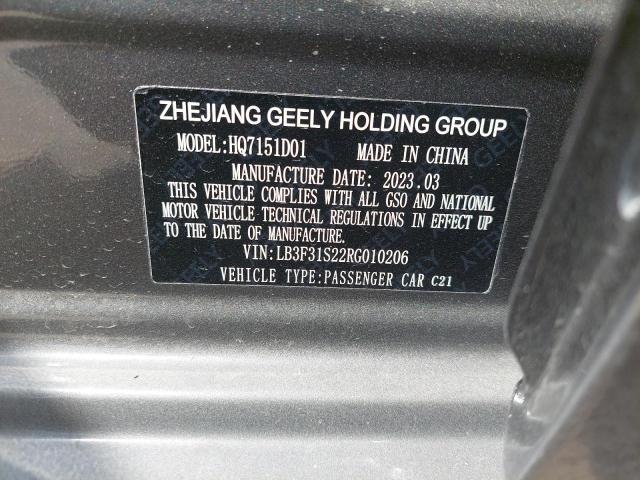 ZHEJIANG GEELY HOLDING GROUP
MODEL:HQ7151D01 MADE IN CHINA
MANUFACTURE DATE: 2023.03
THIS VEHICLE COMPLIES WITH ALL GSO AND NATIONAL
MOTOR VEHICLE TECHNICAL REGULATIONS IN EFFECT UP
TO THE DATE OF MANUFACTURE.
VIN:LB3F31S22RG010206
VEHICLE TYPE:PASSENGER CAR C21